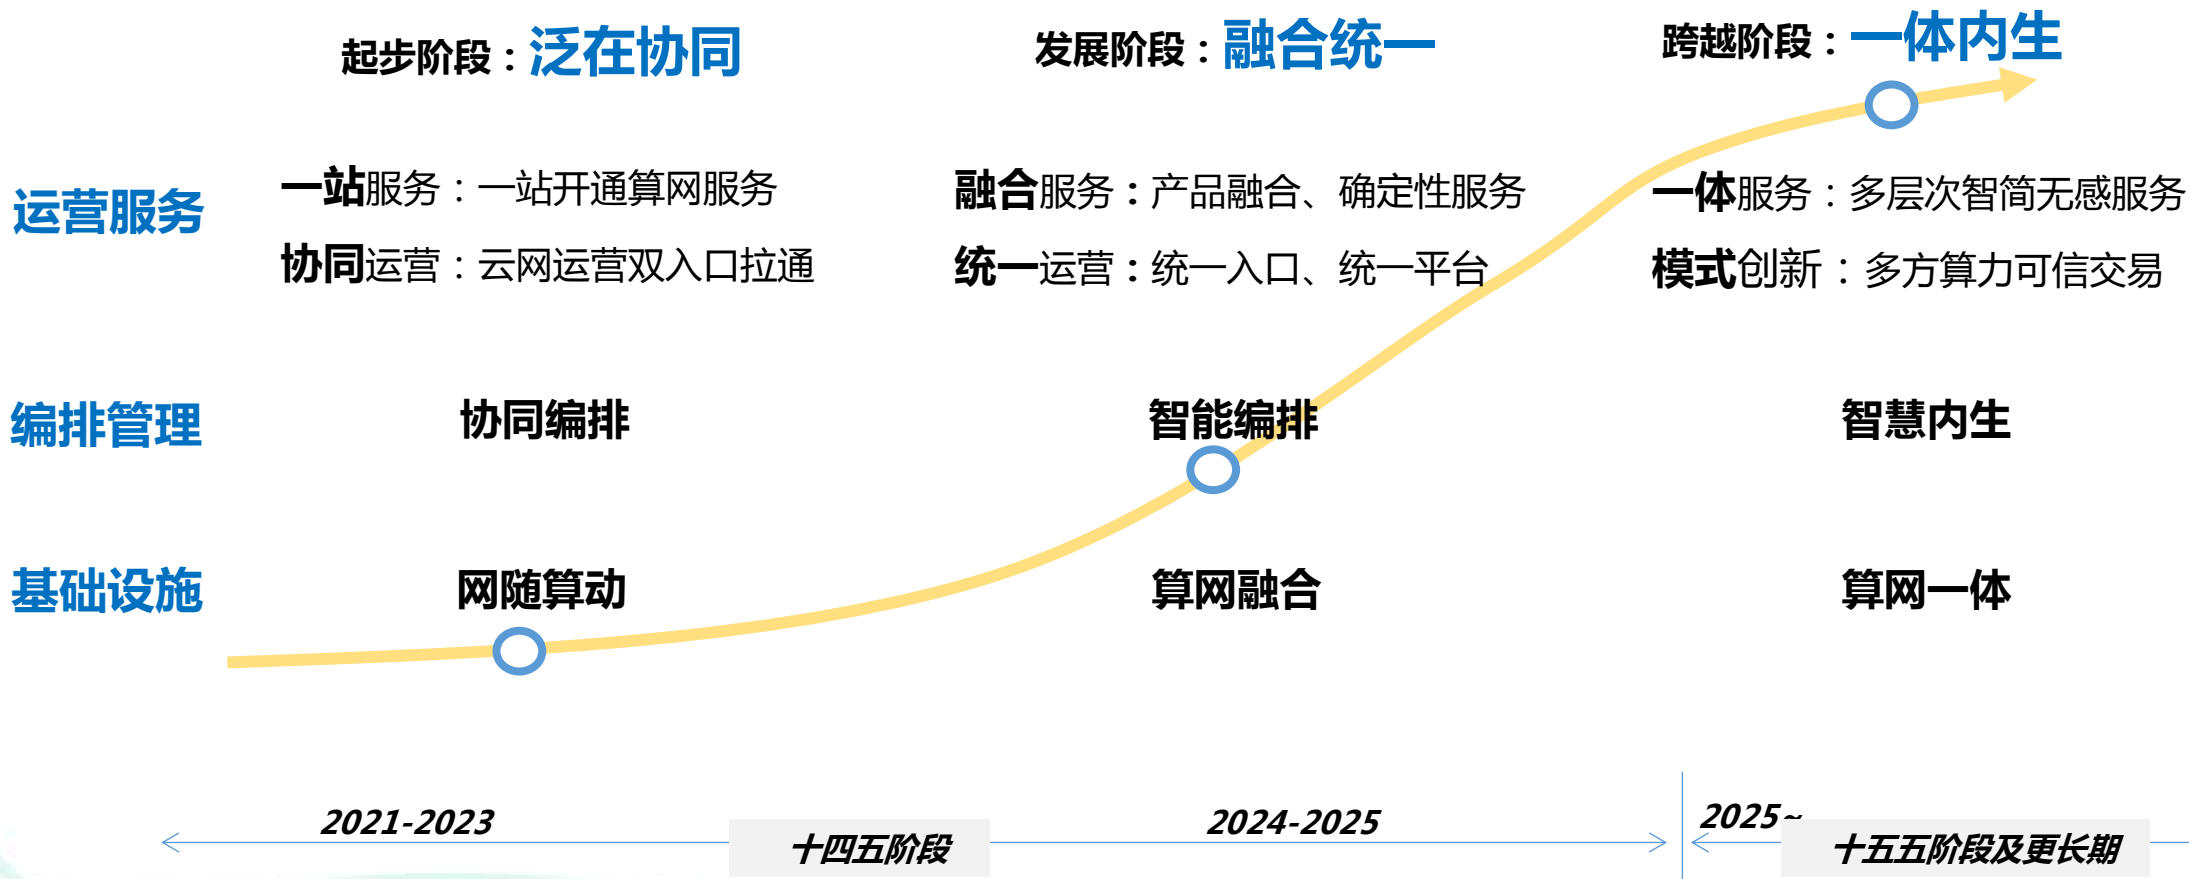 起步阶段：泛在协同
发展阶段：融合统一
跨越阶段：一体内生
运营服务
一站服务：一站开通算网服务
协同运营：云网运营双入口拉通
融合服务：产品融合、确定性服务
统一运营：统一入口、统一平台
一体服务：多层次智简无感服务
模式创新：多方算力可信交易
编排管理
协同编排
智能编排
智慧内生
基础设施
网随算动
算网融合
算网一体
2021-2023
2024-2025
2025~
十四五阶段
十五五阶段及更长期